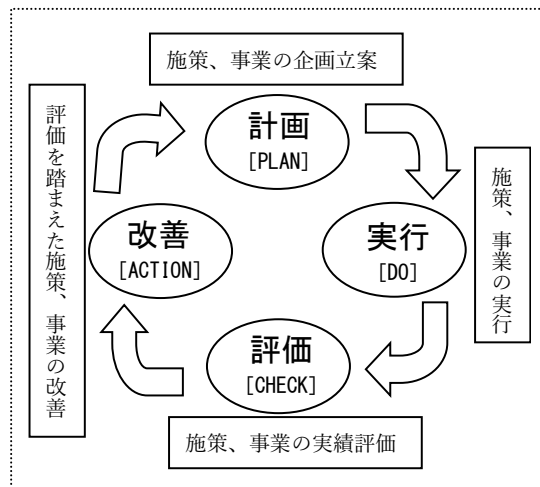 施策、事業の企画立案
計画
[PLAN]
実行
[DO]
施策、事業の実行
評価
[CHECK]
施策、事業の実績評価
改善
[ACTION]
評価を踏まえた施策、事業の改善